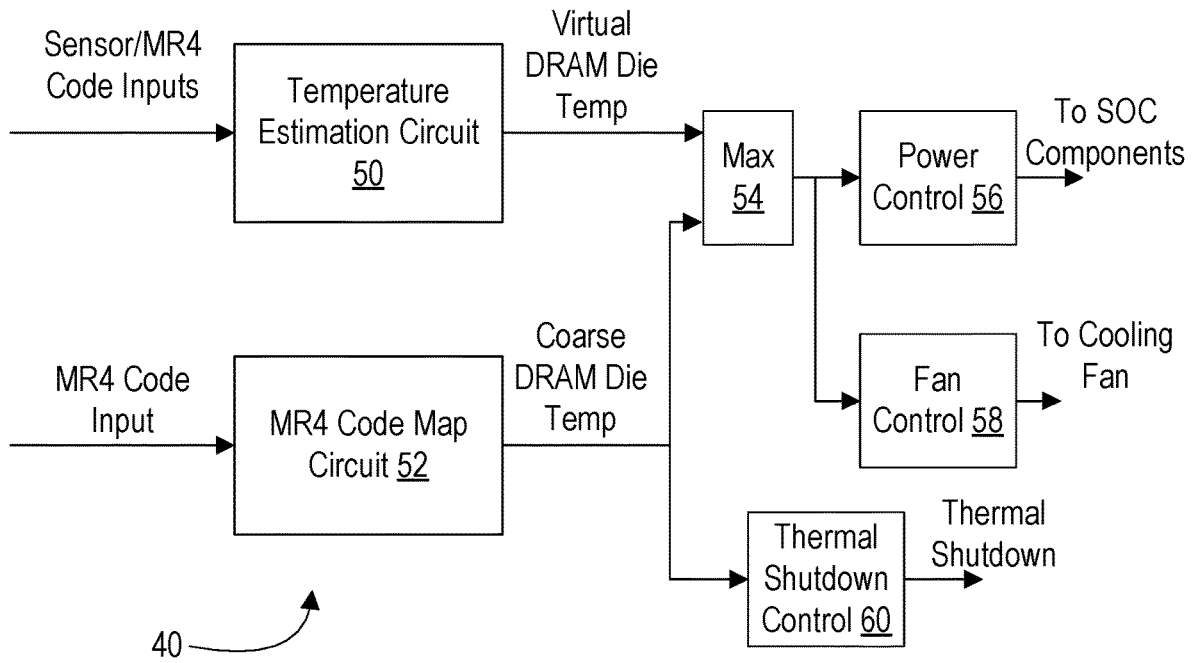 Sensor/MR4
Code Inputs
Temperature
Estimation Circuit
50
Virtual
DRAM Die
Temp
Max
54
Power
Control 56
To SOC
Components
MR4 Code
Input
MR4 Code Map
Circuit 52
Coarse
DRAM Die
Temp
Fan
Control 58
To Cooling
Fan
Thermal
Shutdown
Control 60
Thermal
Shutdown
40